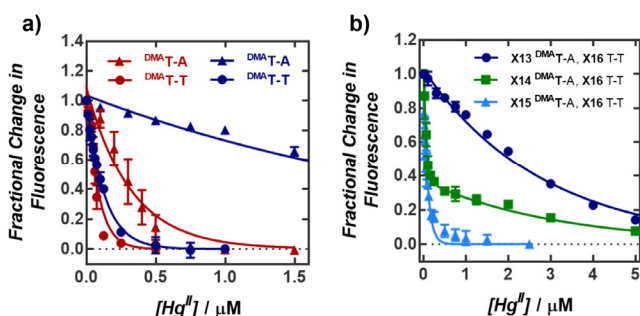 a)
Fractional Change in
Fluorescence
1.4
1.2
1.0
0.8
0.6
0.4
0.2
0.0
DMAT-A
DMAT-T
DMAT-A
DMAT-T
0.0 0.5 1.0 1.5
[HgII] / μM
b)
Fractional Change in
Fluorescence
1.4
1.2
1.0
0.8
0.6
0.4
0.2
0.0
X13 DMAT-A, X16 T-T
X14 DMAT-A, X16 T-T
X15 DMAT-A, X16 T-T
0 1 2 3 4 5
[HgII] / μM